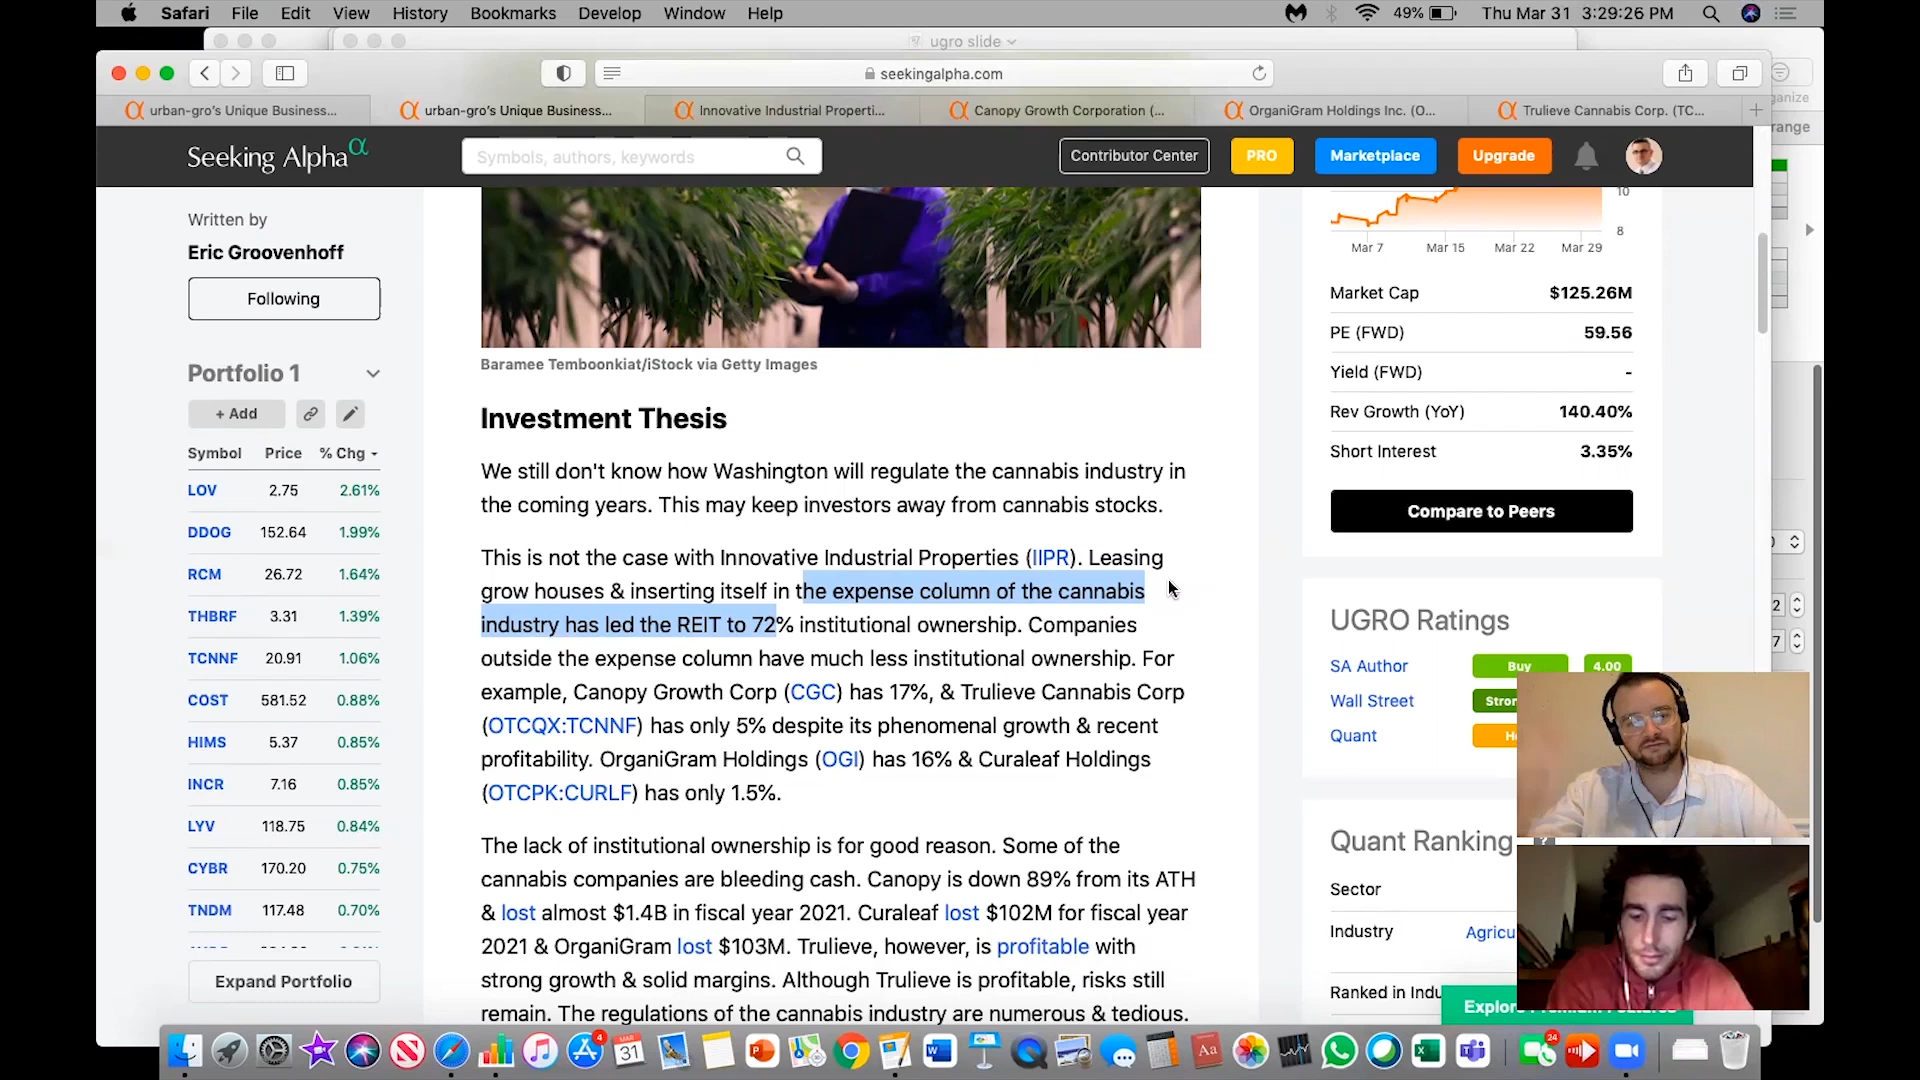 Safari File Edit View History Bookmarks Develop Window Help 49% Thu Mar 31 3:29:26 PM
ugro slide
seekingalpha.com
urban-gro's Unique Business... urban-gro's Unique Business... Innovative Industrial Properti... Canopy Growth Corporation (... OrganiGram Holdings Inc. (O... Trulieve Cannabis Corp. (TC...
Seeking Alpha α Symbols, authors, keywords Contributor Center PRO Marketplace Upgrade
Written by
Eric Groovenhoff
Following
Portfolio 1
+ Add
Symbol Price % Chg
LOV 2.75 2.61%
DDOG 152.64 1.99%
RCM 26.72 1.64%
THBRF 3.31 1.39%
TCNNF 20.91 1.06%
COST 581.52 0.88%
HIMS 5.37 0.85%
INCR 7.16 0.85%
LYV 118.75 0.84%
CYBR 170.20 0.75%
TNDM 117.48 0.70%
Expand Portfolio
Baramee Temboonkiat/iStock via Getty Images
Investment Thesis
We still don't know how Washington will regulate the cannabis industry in
the coming years. This may keep investors away from cannabis stocks.
This is not the case with Innovative Industrial Properties (IIPR). Leasing
grow houses & inserting itself in the expense column of the cannabis
industry has led the REIT to 72% institutional ownership. Companies
outside the expense column have much less institutional ownership. For
example, Canopy Growth Corp (CGC) has 17%, & Trulieve Cannabis Corp
(OTCQX:TCNNF) has only 5% despite its phenomenal growth & recent
profitability. OrganiGram Holdings (OGI) has 16% & Curaleaf Holdings
(OTCPK:CURLF) has only 1.5%.
The lack of institutional ownership is for good reason. Some of the
cannabis companies are bleeding cash. Canopy is down 89% from its ATH
& lost almost $1.4B in fiscal year 2021. Curaleaf lost $102M for fiscal year
2021 & OrganiGram lost $103M. Trulieve, however, is profitable with
strong growth & solid margins. Although Trulieve is profitable, risks still
remain. The regulations of the cannabis industry are numerous & tedious.
10
8
Mar 7 Mar 15 Mar 22 Mar 29
Market Cap $125.26M
PE (FWD) 59.56
Yield (FWD) -
Rev Growth (YoY) 140.40%
Short Interest 3.35%
Compare to Peers
UGRO Ratings
SA Author Buy 4.00
Wall Street Stron
Quant H
Quant Ranking
Sector
Industry Agricu
Ranked in Indu
Explor
ganize
range
2
7
4
MAR
31
Aa
24